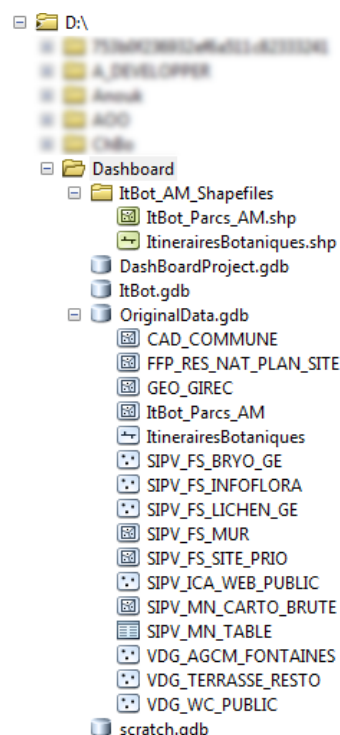 D:\
Dashboard
ItBot_AM_Shapefiles
ItBot_Parcs_AM.shp
ItinerairesBotaniques.shp
DashBoardProject.gdb
ItBot.gdb
OriginalData.gdb
CAD_COMMUNE
FFP_RES_NAT_PLAN_SITE
GEO_GIREC
ItBot_Parcs_AM
ItinerairesBotaniques
SIPV_FS_BRYO_GE
SIPV_FS_INFOFLORA
SIPV_FS_LICHEN_GE
SIPV_FS_MUR
SIPV_FS_SITE_PRIO
SIPV_ICA_WEB_PUBLIC
SIPV_MN_CARTO_BRUTE
SIPV_MN_TABLE
VDG_AGCM_FONTAINES
VDG_TERRASSE_RESTO
VDG_WC_PUBLIC
scratch.gdb